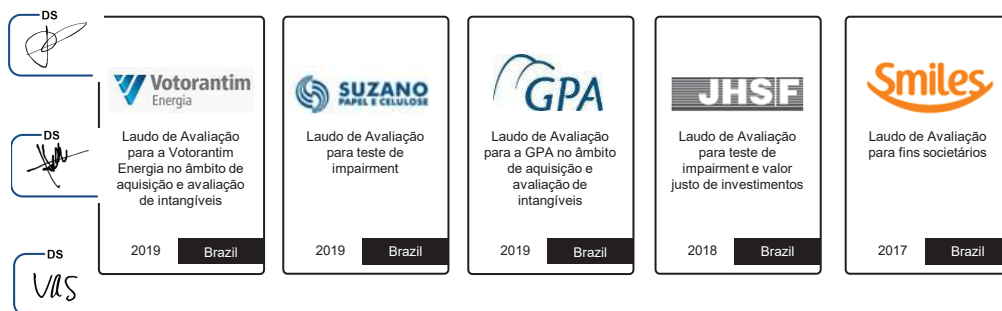 DS
Votorantim
Energia
Laudo de Avaliação
para a Votorantim
Energia no âmbito de
aquisição e avaliação
de intangíveis
2019 Brazil
SUZANO
PAPEL E CELULOSE
Laudo de Avaliação
para teste de
impairment
2019 Brazil
GPA
Laudo de Avaliação
para a GPA no âmbito
de aquisição e
avaliação de
intangíveis
2019 Brazil
JHSF
Laudo de Avaliação
para teste de
impairment e valor
justo de investimentos
2018 Brazil
Smiles
Laudo de Avaliação
para fins societários
2017 Brazil
DS
DS
VAS